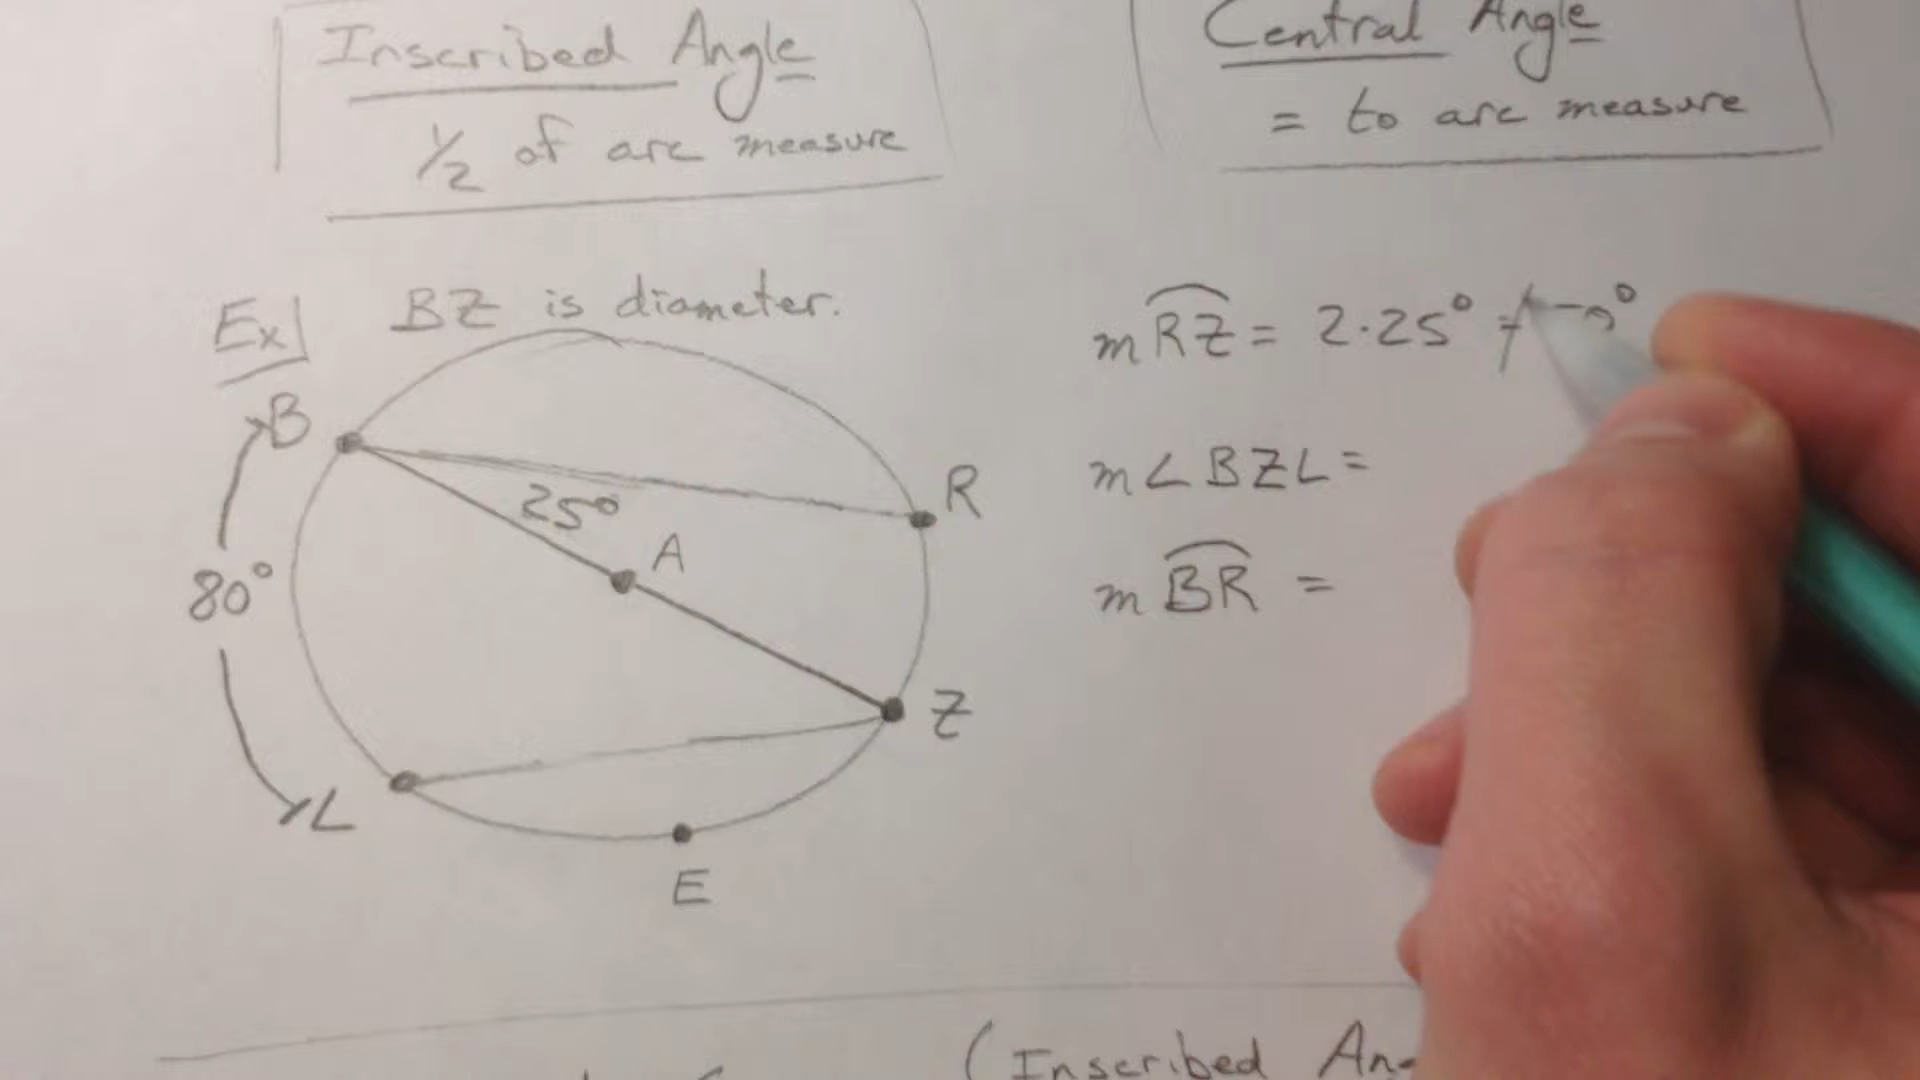 Inscribed Angle
1/2 of arc measure
Central Angle
= to arc measure
Ex] BZ is diameter.
B
R
25°
A
80°
Z
L
E
mRZ = 2·25° =
m∠BZL =
mBR =
(Inscribed